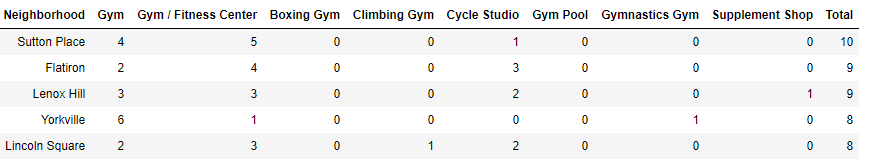 Neighborhood Gym Gym / Fitness Center Boxing Gym Climbing Gym Cycle Studio Gym Pool Gymnastics Gym Supplement Shop Total
Sutton Place 4 5 0 0 1 0 0 0 10
Flatiron 2 4 0 0 3 0 0 0 9
Lenox Hill 3 3 0 0 2 0 0 1 9
Yorkville 6 1 0 0 0 0 1 0 8
Lincoln Square 2 3 0 1 2 0 0 0 8